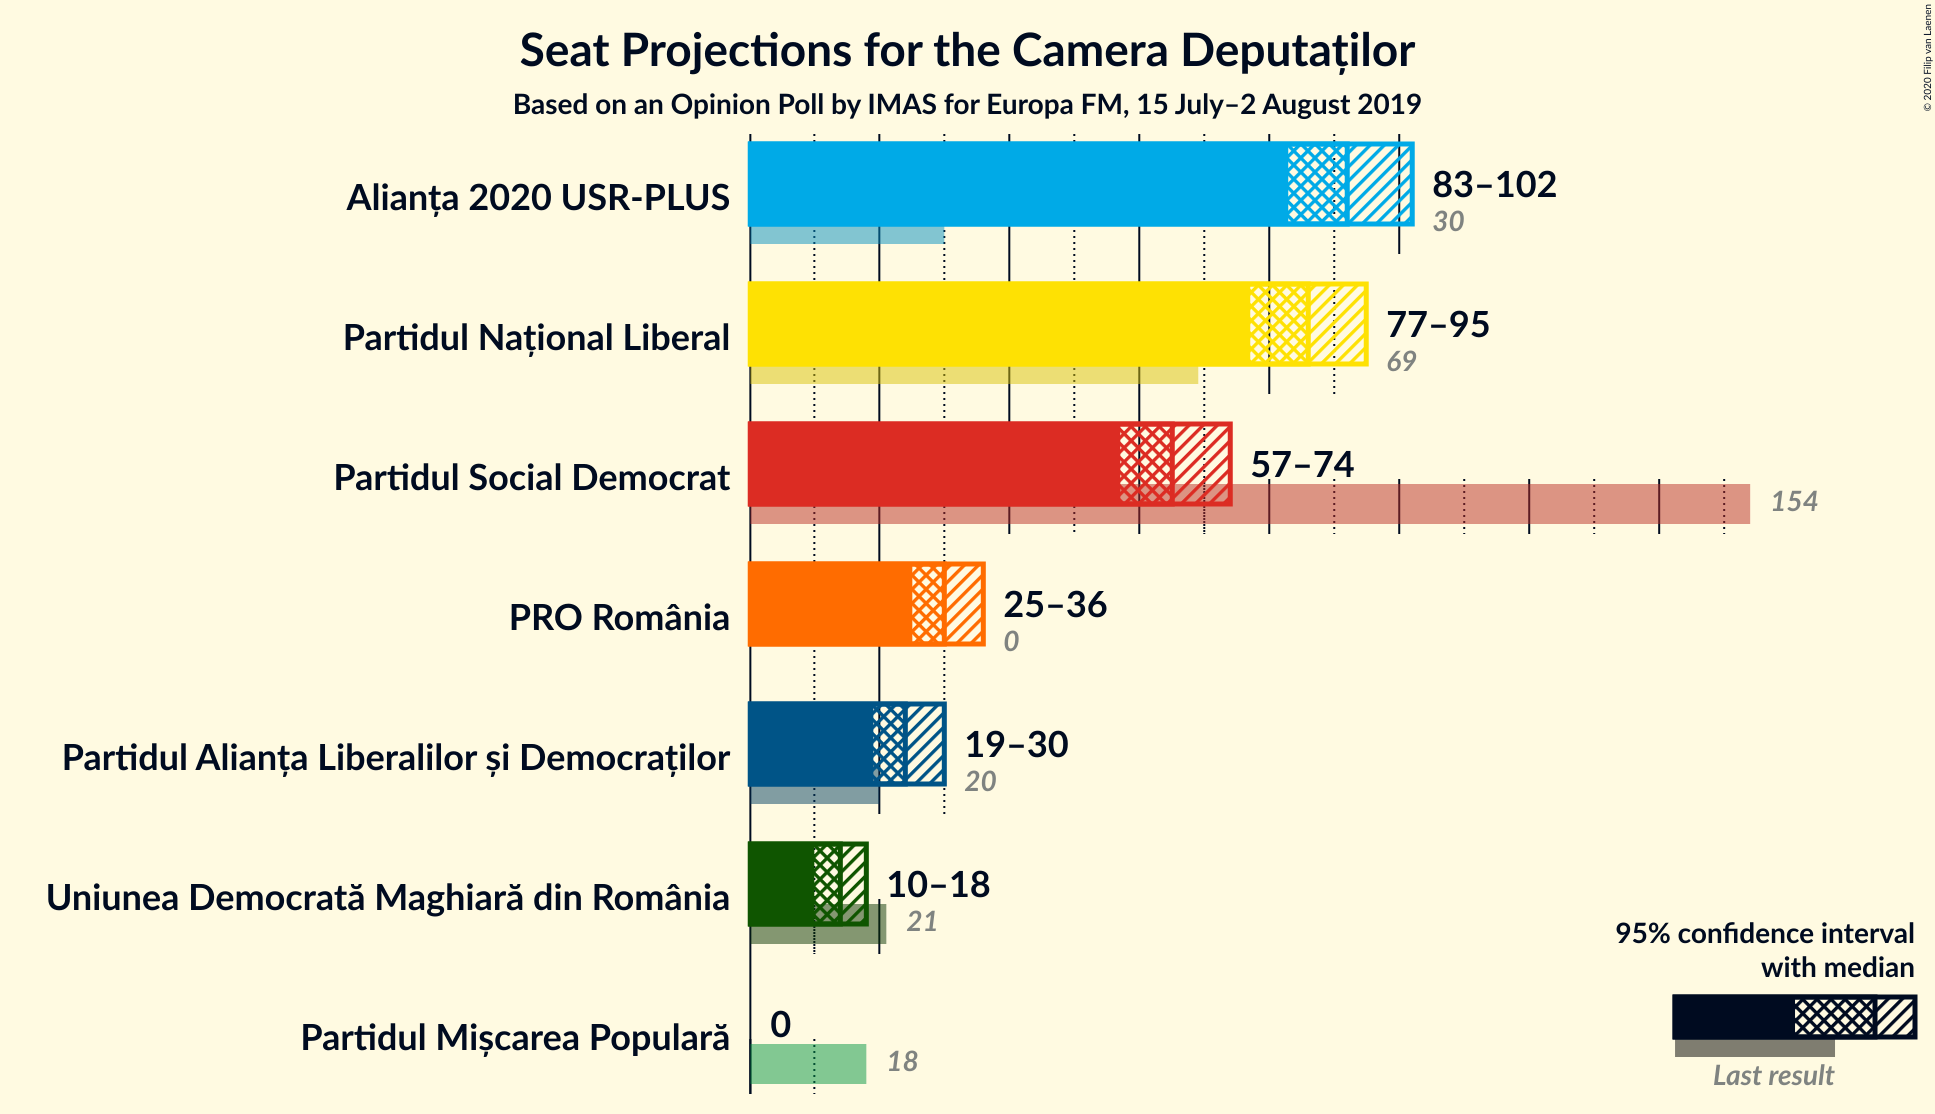 Seat Projections for the Camera Deputaților
Based on an Opinion Poll by IMAS for Europa FM, 15 July–2 August 2019
© 2020 Filip van Laenen
Alianța 2020 USR-PLUS
83–102
30
Partidul Național Liberal
77–95
69
Partidul Social Democrat
57–74
154
PRO România
25–36
0
Partidul Alianța Liberalilor și Democraților
19–30
20
Uniunea Democrată Maghiară din România
10–18
21
Partidul Mișcarea Populară
0
18
95% confidence interval
with median
Last result